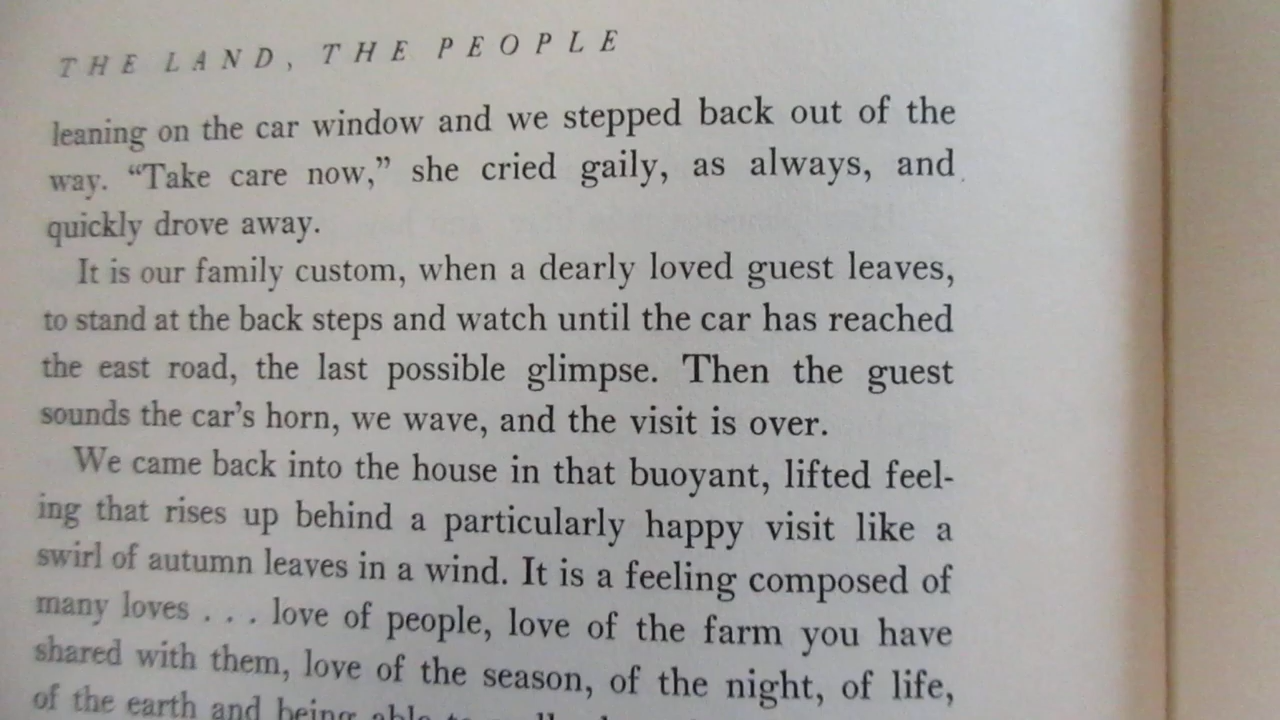 THE LAND, THE PEOPLE
leaning on the car window and we stepped back out of the
way. “Take care now,” she cried gaily, as always, and
quickly drove away.
It is our family custom, when a dearly loved guest leaves,
to stand at the back steps and watch until the car has reached
the east road, the last possible glimpse. Then the guest
sounds the car’s horn, we wave, and the visit is over.
We came back into the house in that buoyant, lifted feel-
ing that rises up behind a particularly happy visit like a
swirl of autumn leaves in a wind. It is a feeling composed of
many loves . . . love of people, love of the farm you have
shared with them, love of the season, of the night, of life,
of the earth and being able to